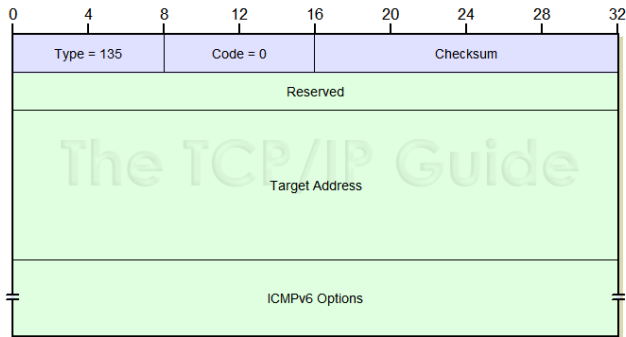 0 4 8 12 16 20 24 28 32
Type = 135 Code = 0 Checksum
Reserved
The TCP/IP Guide
Target Address
ICMPv6 Options